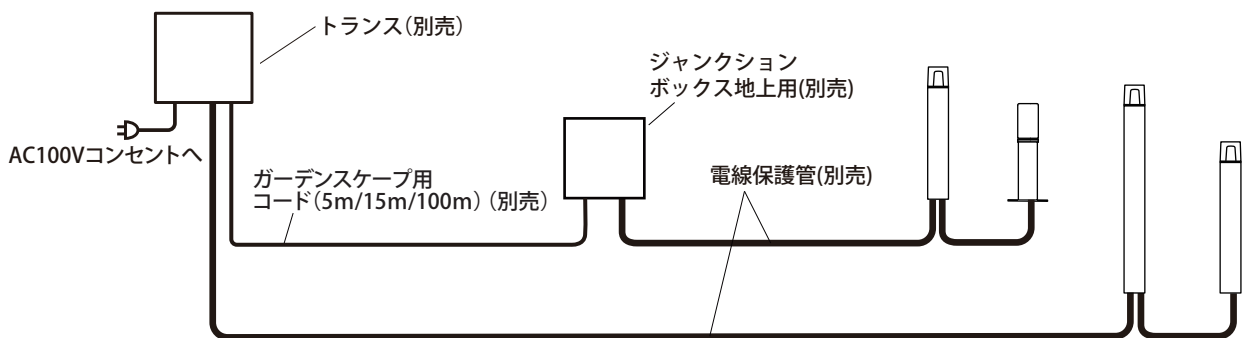 トランス(別売)
ジャンクション
ボックス地上用(別売)
AC100Vコンセントへ
ガーデンスケープ用
コード(5m/15m/100m)(別売)
電線保護管(別売)